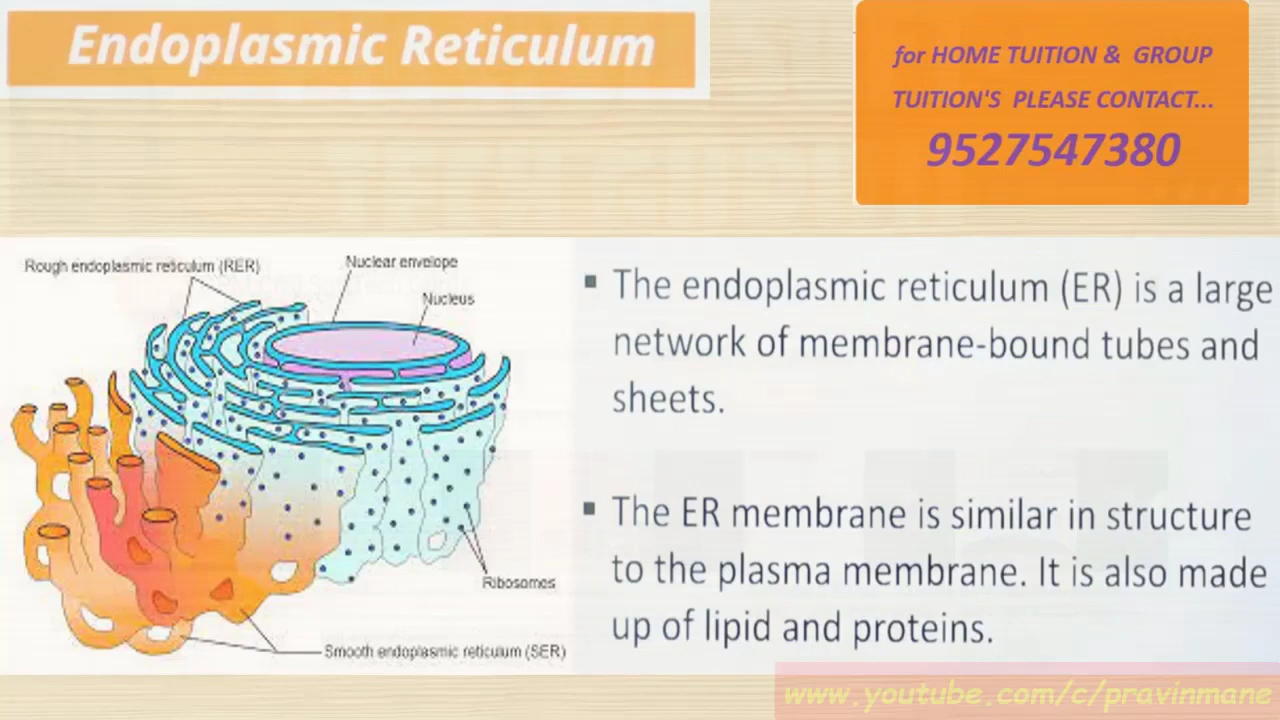 Endoplasmic Reticulum
for HOME TUITION & GROUP
TUITION'S PLEASE CONTACT...
9527547380
Rough endoplasmic reticulum (RER)
Nuclear envelope
Nucleus
Ribosomes
Smooth endoplasmic reticulum (SER)
▪ The endoplasmic reticulum (ER) is a large
network of membrane-bound tubes and
sheets.
▪ The ER membrane is similar in structure
to the plasma membrane. It is also made
up of lipid and proteins.
www.youtube.com/c/pravinmane